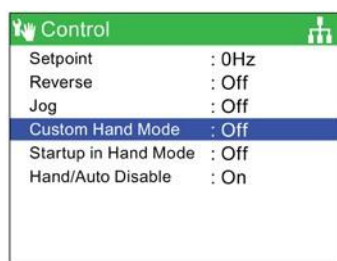 Control
Setpoint : 0Hz
Reverse : Off
Jog : Off
Custom Hand Mode : Off
Startup in Hand Mode : Off
Hand/Auto Disable : On